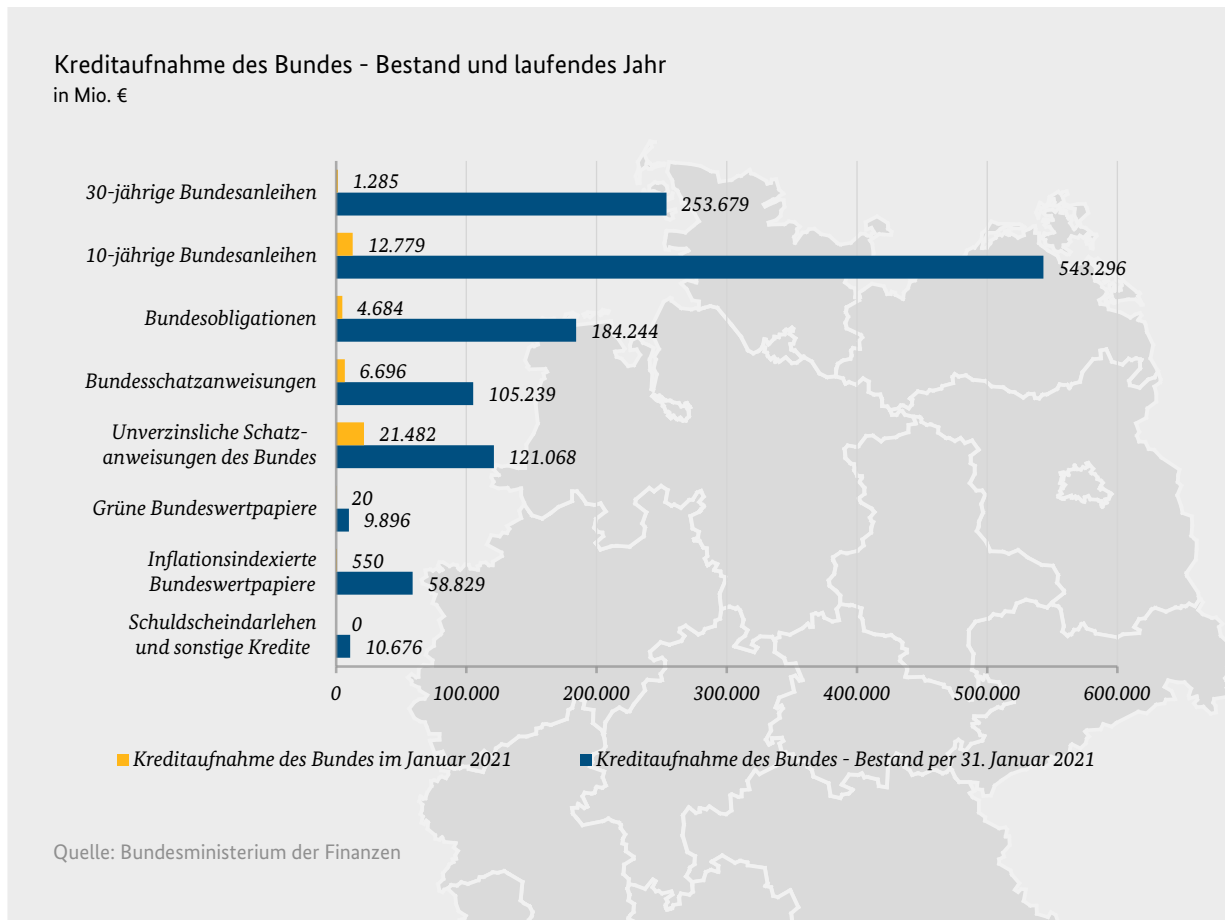 Kreditaufnahme des Bundes - Bestand und laufendes Jahr
in Mio. €
30-jährige Bundesanleihen
1.285
253.679
10-jährige Bundesanleihen
12.779
543.296
Bundesobligationen
4.684
184.244
Bundesschatzanweisungen
6.696
105.239
Unverzinsliche Schatz-
anweisungen des Bundes
21.482
121.068
Grüne Bundeswertpapiere
20
9.896
Inflationsindexierte
Bundeswertpapiere
550
58.829
Schuldscheindarlehen
und sonstige Kredite
0
10.676
0 100.000 200.000 300.000 400.000 500.000 600.000
Kreditaufnahme des Bundes im Januar 2021
Kreditaufnahme des Bundes - Bestand per 31. Januar 2021
Quelle: Bundesministerium der Finanzen